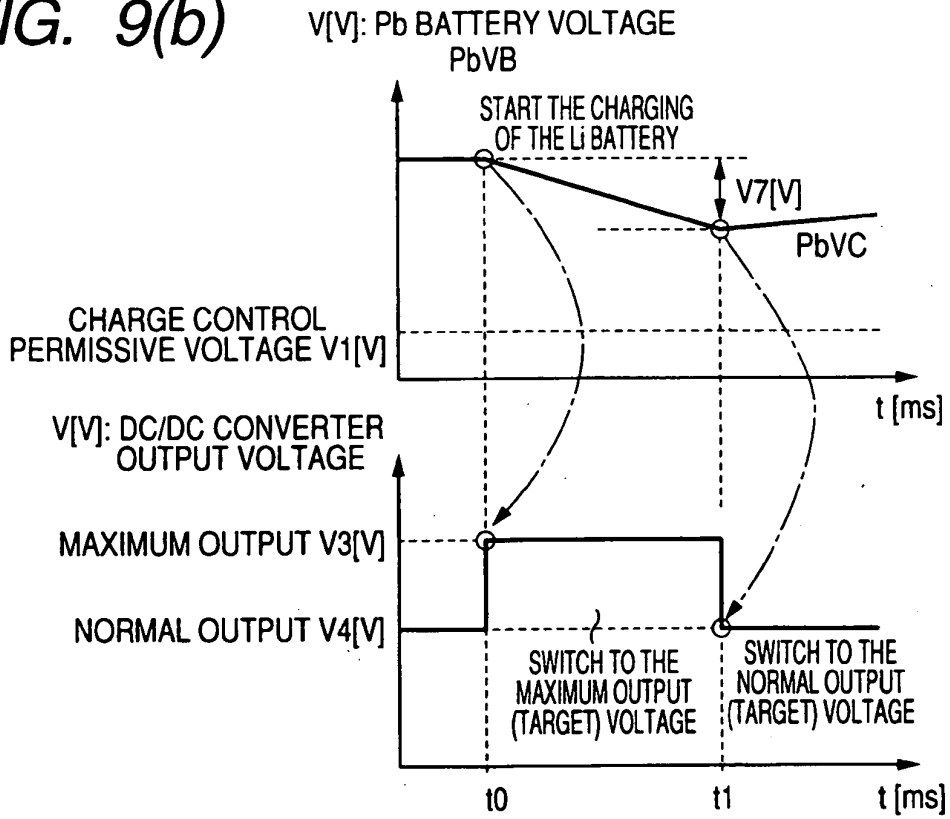 IG. 9(b)
V[V]: Pb BATTERY VOLTAGE
PbVB
START THE CHARGING
OF THE Li BATTERY
V7[V]
PbVC
CHARGE CONTROL
PERMISSIVE VOLTAGE V1[V]
t [ms]
V[V]: DC/DC CONVERTER
OUTPUT VOLTAGE
MAXIMUM OUTPUT V3[V]
NORMAL OUTPUT V4[V]
SWITCH TO THE
MAXIMUM OUTPUT
(TARGET) VOLTAGE
SWITCH TO THE
NORMAL OUTPUT
(TARGET) VOLTAGE
t0
t1
t [ms]